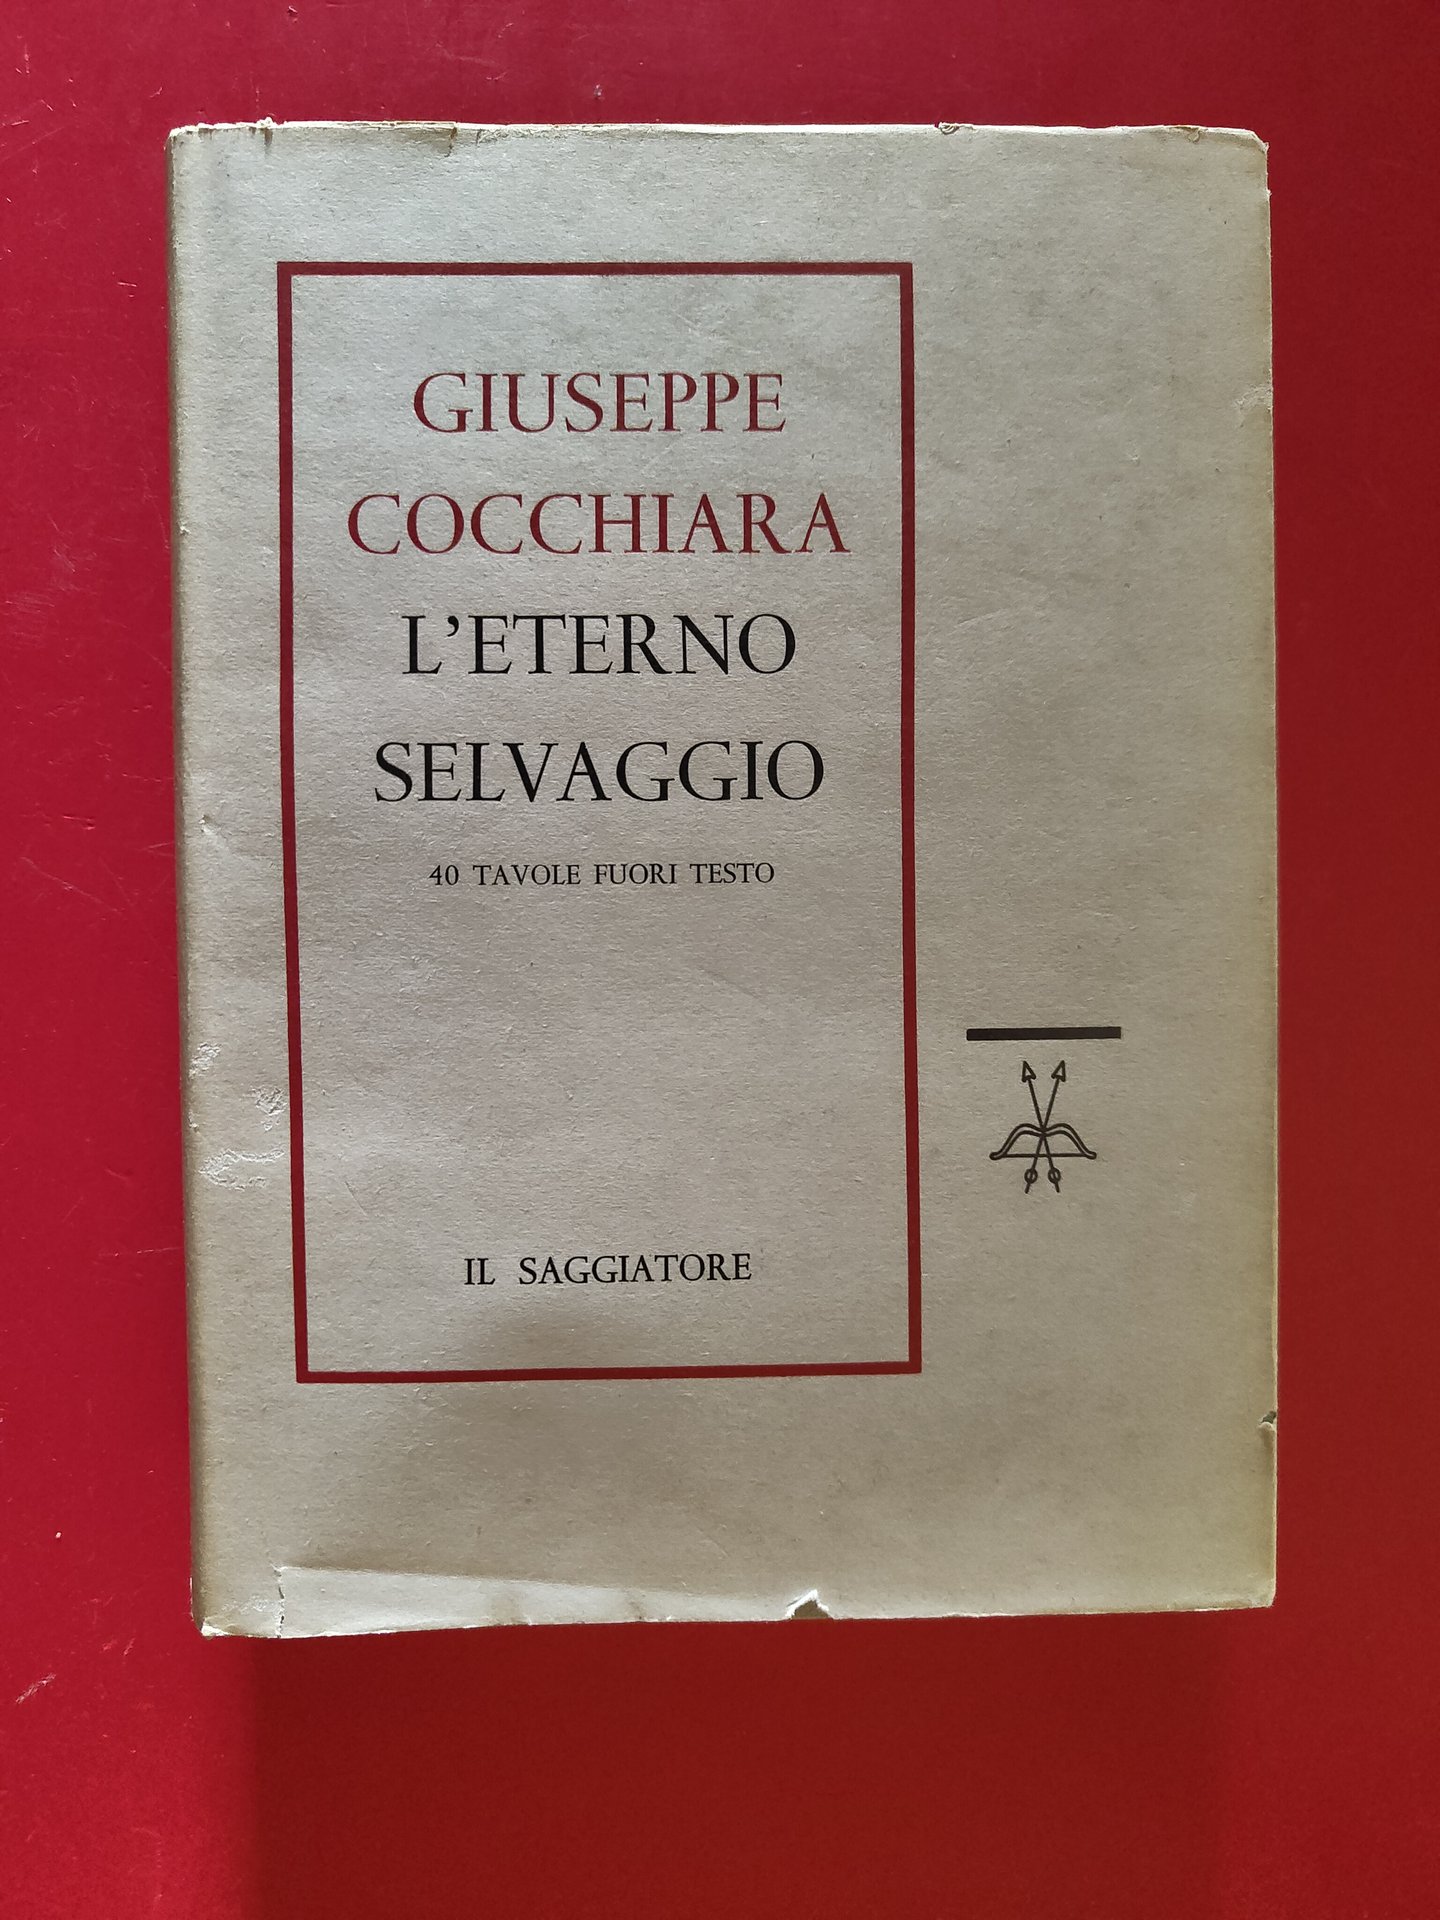 GIUSEPPE
COCCHIARA
L'ETERNO
SELVAGGIO
40 TAVOLE FUORI TESTO
IL SAGGIATORE